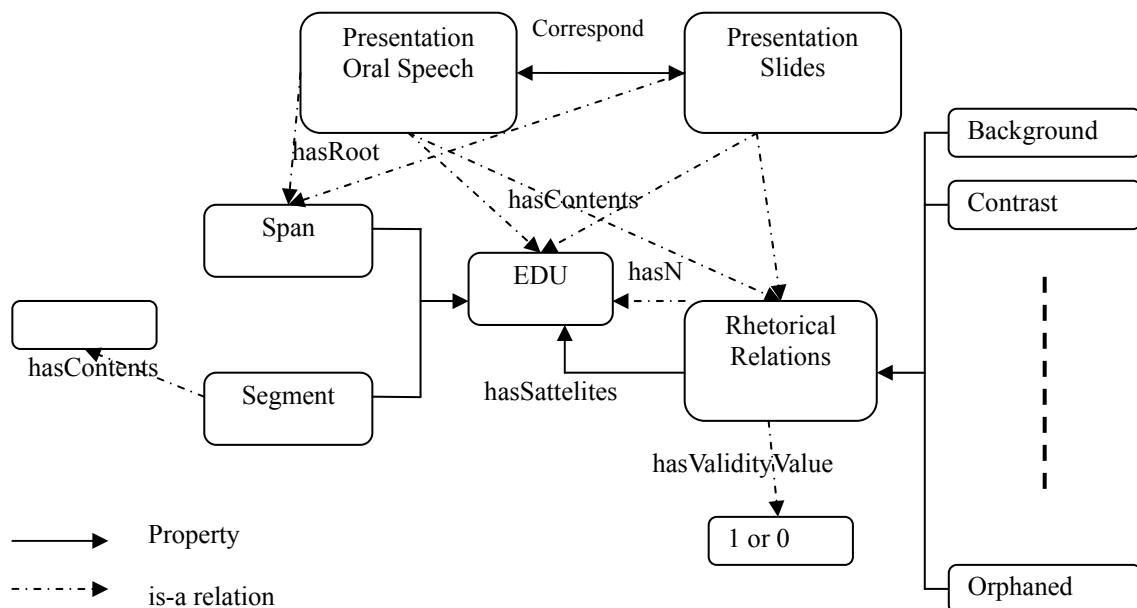 Presentation
Oral Speech
Correspond
Presentation
Slides
Background
hasRoot
hasContents
Contrast
Span
EDU
hasN
Rhetorical
Relations
hasContents
Segment
hasSattelites
hasValidityValue
1 or 0
Property
is-a relation
Orphaned